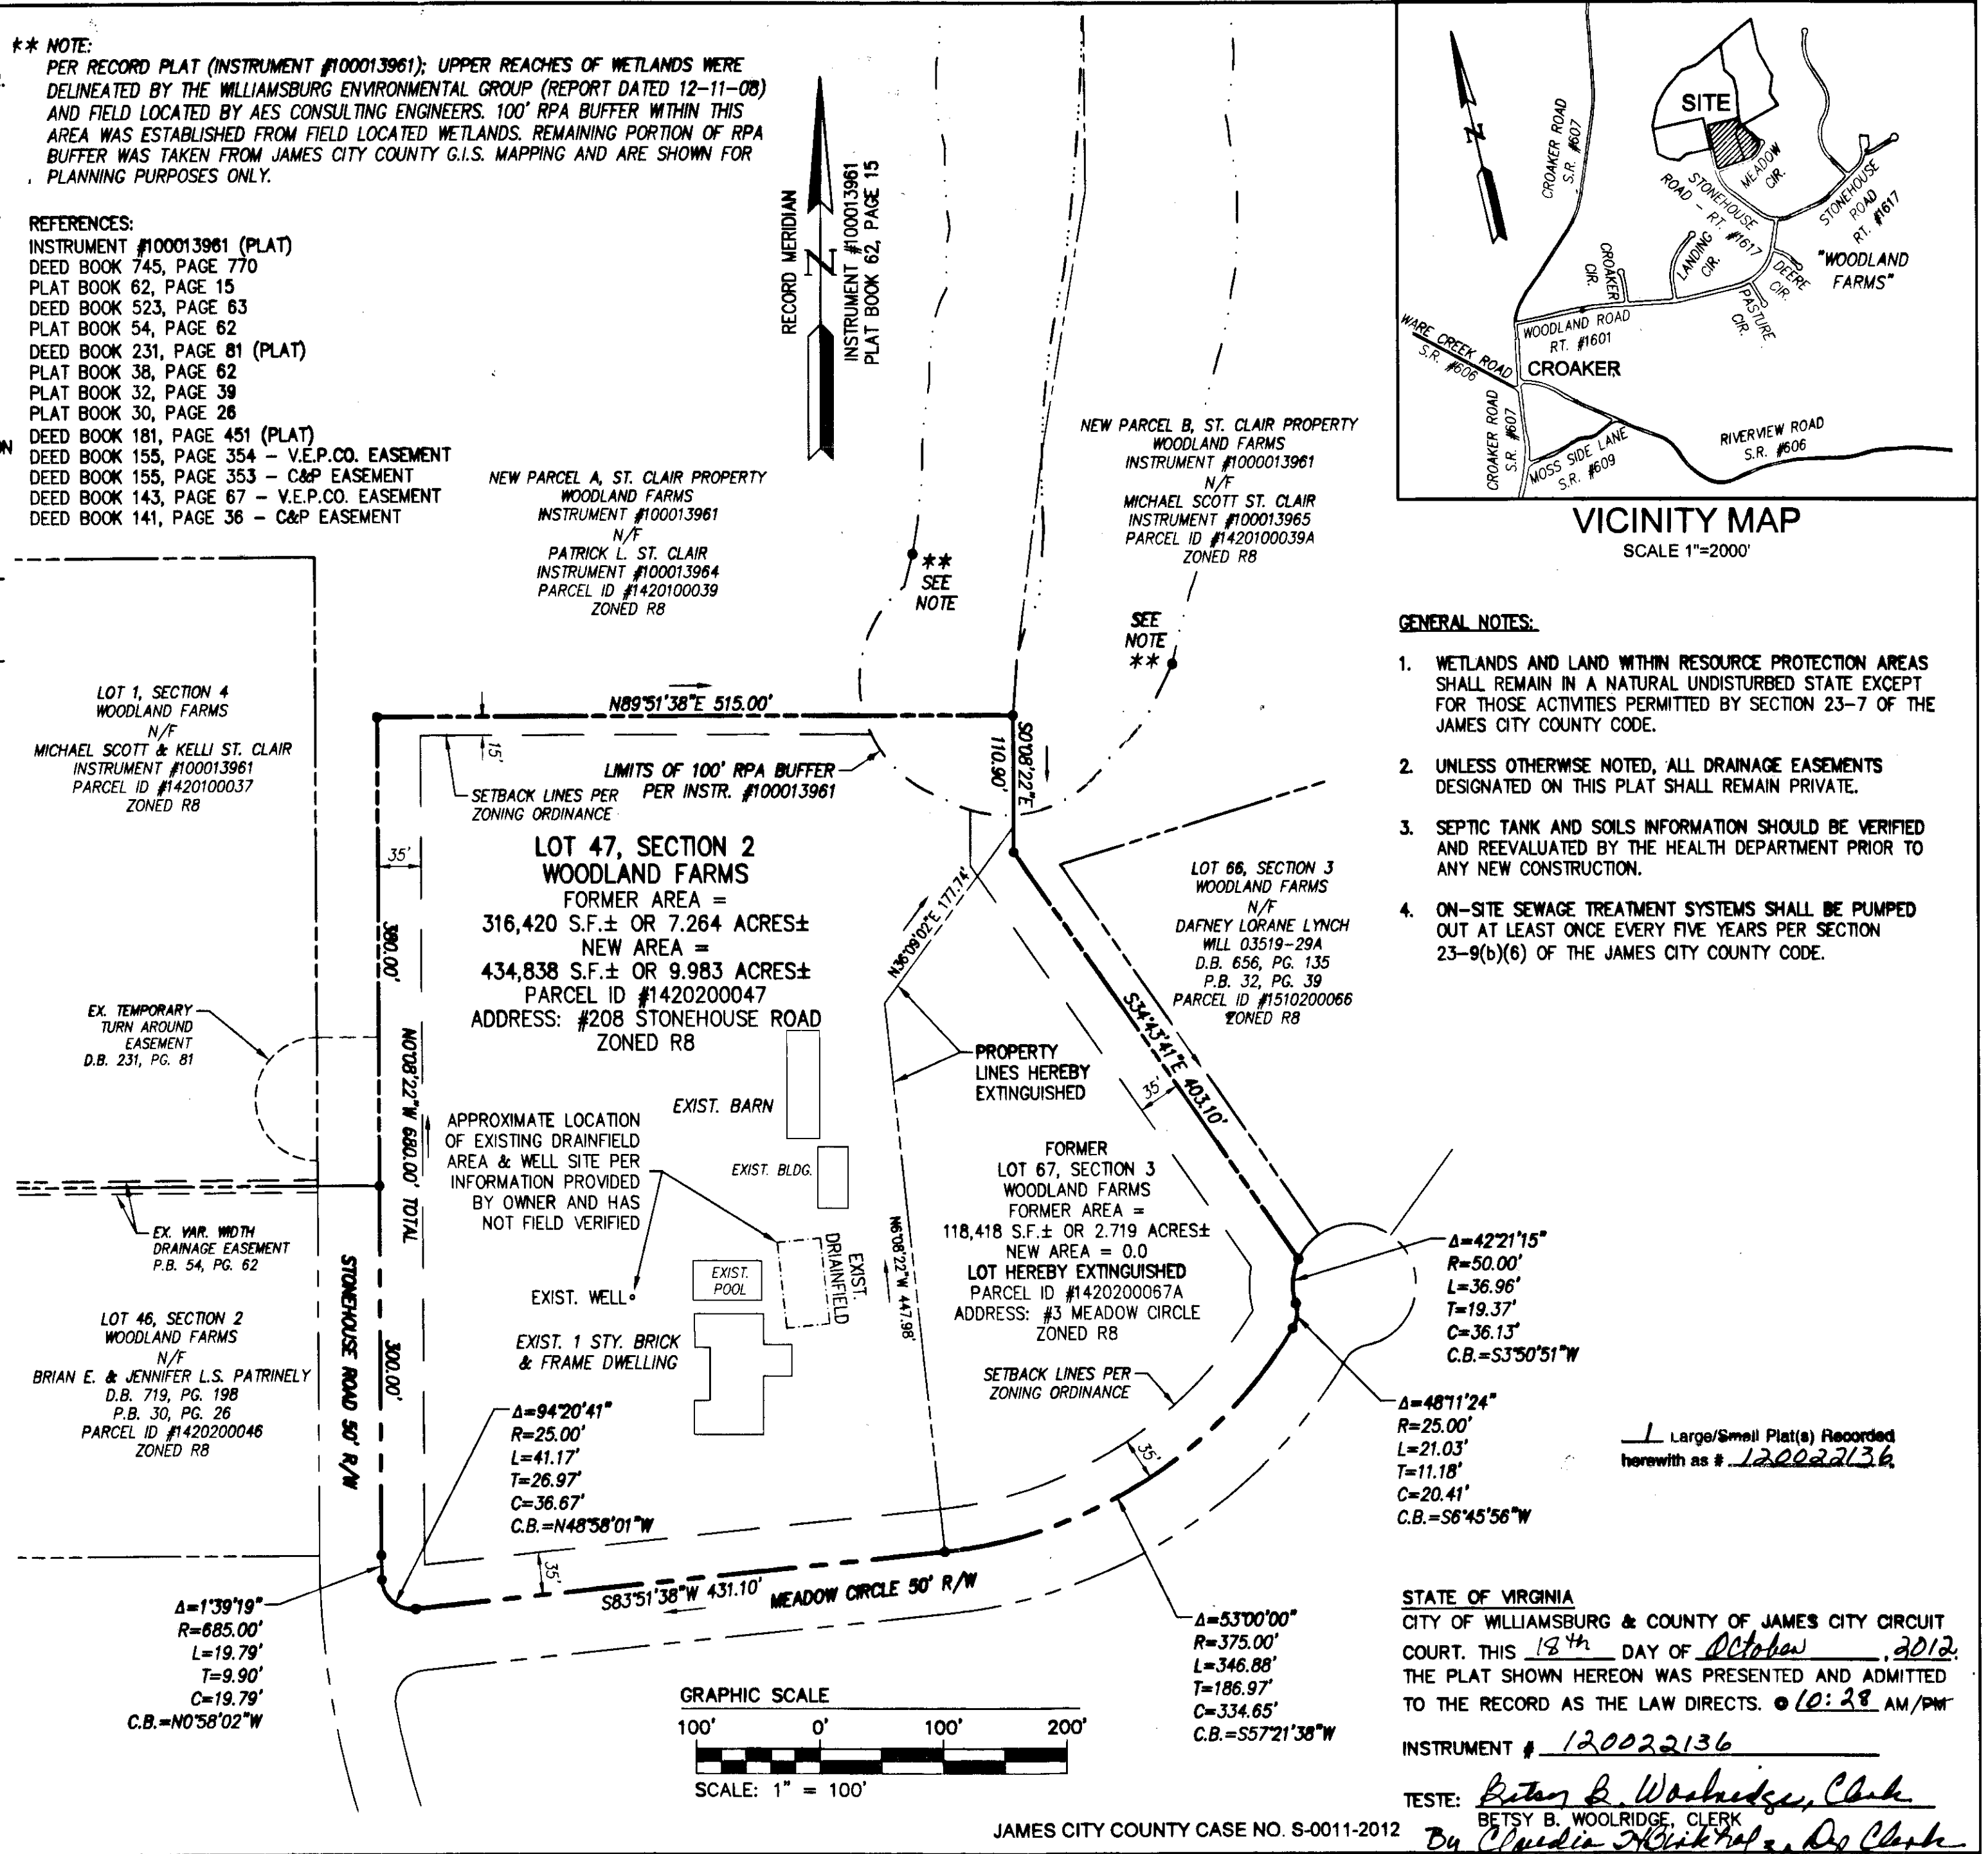 ** NOTE:
PER RECORD PLAT (INSTRUMENT #100013961); UPPER REACHES OF WETLANDS WERE
DELINEATED BY THE WILLIAMSBURG ENVIRONMENTAL GROUP (REPORT DATED 12-11-08)
AND FIELD LOCATED BY AES CONSULTING ENGINEERS. 100' RPA BUFFER WITHIN THIS
AREA WAS ESTABLISHED FROM FIELD LOCATED WETLANDS. REMAINING PORTION OF RPA
BUFFER WAS TAKEN FROM JAMES CITY COUNTY G.I.S. MAPPING AND ARE SHOWN FOR
PLANNING PURPOSES ONLY.
REFERENCES:
INSTRUMENT #100013961 (PLAT)
DEED BOOK 745, PAGE 770
PLAT BOOK 62, PAGE 15
DEED BOOK 523, PAGE 63
PLAT BOOK 54, PAGE 62
DEED BOOK 231, PAGE 81 (PLAT)
PLAT BOOK 38, PAGE 62
PLAT BOOK 32, PAGE 39
PLAT BOOK 30, PAGE 26
DEED BOOK 181, PAGE 451 (PLAT)
DEED BOOK 155, PAGE 354 - V.E.P.CO. EASEMENT
DEED BOOK 155, PAGE 353 - C&P EASEMENT
DEED BOOK 143, PAGE 67 - V.E.P.CO. EASEMENT
DEED BOOK 141, PAGE 36 - C&P EASEMENT
RECORD MERIDIAN
N
INSTRUMENT #100013961
PLAT BOOK 62, PAGE 15
NEW PARCEL A, ST. CLAIR PROPERTY
WOODLAND FARMS
INSTRUMENT #100013961
N/F
PATRICK L. ST. CLAIR
INSTRUMENT #100013964
PARCEL ID #1420100039
ZONED R8
**
SEE
NOTE
NEW PARCEL B, ST. CLAIR PROPERTY
WOODLAND FARMS
INSTRUMENT #1000013961
N/F
MICHAEL SCOTT ST. CLAIR
INSTRUMENT #100013965
PARCEL ID #1420100039A
ZONED R8
SEE
NOTE
**
N
SITE
CROAKER ROAD
S.R. #607
MEADOW
CIR.
STONEHOUSE
ROAD - RT. #1617
STONEHOUSE
ROAD
RT. #1617
"WOODLAND
FARMS"
LANDING
CIR.
CROAKER
CIR.
DEERE
CIR.
PASTURE
CIR.
WOODLAND ROAD
RT. #1601
WARE CREEK ROAD
S.R. #606
CROAKER
CROAKER ROAD
S.R. #607
MOSS SIDE LANE
S.R. #609
RIVERVIEW ROAD
S.R. #606
VICINITY MAP
SCALE 1"=2000'
GENERAL NOTES:
1. WETLANDS AND LAND WITHIN RESOURCE PROTECTION AREAS
SHALL REMAIN IN A NATURAL UNDISTURBED STATE EXCEPT
FOR THOSE ACTIVITIES PERMITTED BY SECTION 23-7 OF THE
JAMES CITY COUNTY CODE.
2. UNLESS OTHERWISE NOTED, ALL DRAINAGE EASEMENTS
DESIGNATED ON THIS PLAT SHALL REMAIN PRIVATE.
3. SEPTIC TANK AND SOILS INFORMATION SHOULD BE VERIFIED
AND REEVALUATED BY THE HEALTH DEPARTMENT PRIOR TO
ANY NEW CONSTRUCTION.
4. ON-SITE SEWAGE TREATMENT SYSTEMS SHALL BE PUMPED
OUT AT LEAST ONCE EVERY FIVE YEARS PER SECTION
23-9(b)(6) OF THE JAMES CITY COUNTY CODE.
LOT 1, SECTION 4
WOODLAND FARMS
N/F
MICHAEL SCOTT & KELLI ST. CLAIR
INSTRUMENT #100013961
PARCEL ID #1420100037
ZONED R8
N89°51'38"E 515.00'
15'
S0°08'22"E
110.90'
LIMITS OF 100' RPA BUFFER
PER INSTR. #100013961
SETBACK LINES PER
ZONING ORDINANCE
35'
LOT 47, SECTION 2
WOODLAND FARMS
FORMER AREA =
316,420 S.F.± OR 7.264 ACRES±
NEW AREA =
434,838 S.F.± OR 9.983 ACRES±
PARCEL ID #1420200047
ADDRESS: #208 STONEHOUSE ROAD
ZONED R8
380.00'
N0°08'22"W 680.00' TOTAL
N36°09'02"E 177.74'
LOT 66, SECTION 3
WOODLAND FARMS
N/F
DAFNEY LORANE LYNCH
WILL 03519-29A
D.B. 656, PG. 135
P.B. 32, PG. 39
PARCEL ID #1510200066
ZONED R8
S34°43'41"E 403.10'
35'
EX. TEMPORARY
TURN AROUND
EASEMENT
D.B. 231, PG. 81
PROPERTY
LINES HEREBY
EXTINGUISHED
EXIST. BARN
APPROXIMATE LOCATION
OF EXISTING DRAINFIELD
AREA & WELL SITE PER
INFORMATION PROVIDED
BY OWNER AND HAS
NOT FIELD VERIFIED
EXIST. BLDG.
EX. VAR. WIDTH
DRAINAGE EASEMENT
P.B. 54, PG. 62
FORMER
LOT 67, SECTION 3
WOODLAND FARMS
FORMER AREA =
118,418 S.F.± OR 2.719 ACRES±
NEW AREA = 0.0
LOT HEREBY EXTINGUISHED
PARCEL ID #1420200067A
ADDRESS: #3 MEADOW CIRCLE
ZONED R8
N6°08'22"W 447.98'
EXIST.
DRIAINFIELD
EXIST.
POOL
EXIST. WELL
EXIST. 1 STY. BRICK
& FRAME DWELLING
LOT 46, SECTION 2
WOODLAND FARMS
N/F
BRIAN E. & JENNIFER L.S. PATRINELY
D.B. 719, PG. 198
P.B. 30, PG. 26
PARCEL ID #1420200046
ZONED R8
STONEHOUSE ROAD 50' R/W
300.00'
SETBACK LINES PER
ZONING ORDINANCE
Δ=42°21'15"
R=50.00'
L=36.96'
T=19.37'
C=36.13'
C.B.=S3°50'51"W
Δ=48°11'24"
R=25.00'
L=21.03'
T=11.18'
C=20.41'
C.B.=S6°45'56"W
Δ=94°20'41"
R=25.00'
L=41.17'
T=26.97'
C=36.67'
C.B.=N48°58'01"W
35'
35'
S83°51'38"W 431.10'
MEADOW CIRCLE 50' R/W
Δ=1°39'19"
R=685.00'
L=19.79'
T=9.90'
C=19.79'
C.B.=N0°58'02"W
Δ=53°00'00"
R=375.00'
L=346.88'
T=186.97'
C=334.65'
C.B.=S57°21'38"W
1 Large/Small Plat(s) Recorded
herewith as # 120022136
GRAPHIC SCALE
100' 0' 100' 200'
SCALE: 1" = 100'
STATE OF VIRGINIA
CITY OF WILLIAMSBURG & COUNTY OF JAMES CITY CIRCUIT
COURT. THIS 18th DAY OF October, 2012.
THE PLAT SHOWN HEREON WAS PRESENTED AND ADMITTED
TO THE RECORD AS THE LAW DIRECTS. @ 10:28 AM/PM
INSTRUMENT # 120022136
TESTE: Betsy B. Woolridge, Clerk
BETSY B. WOOLRIDGE, CLERK
By Claudia Dep Clerk
JAMES CITY COUNTY CASE NO. S-0011-2012